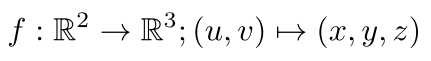 f : ℝ² → ℝ³; (u, v) ↦ (x, y, z)